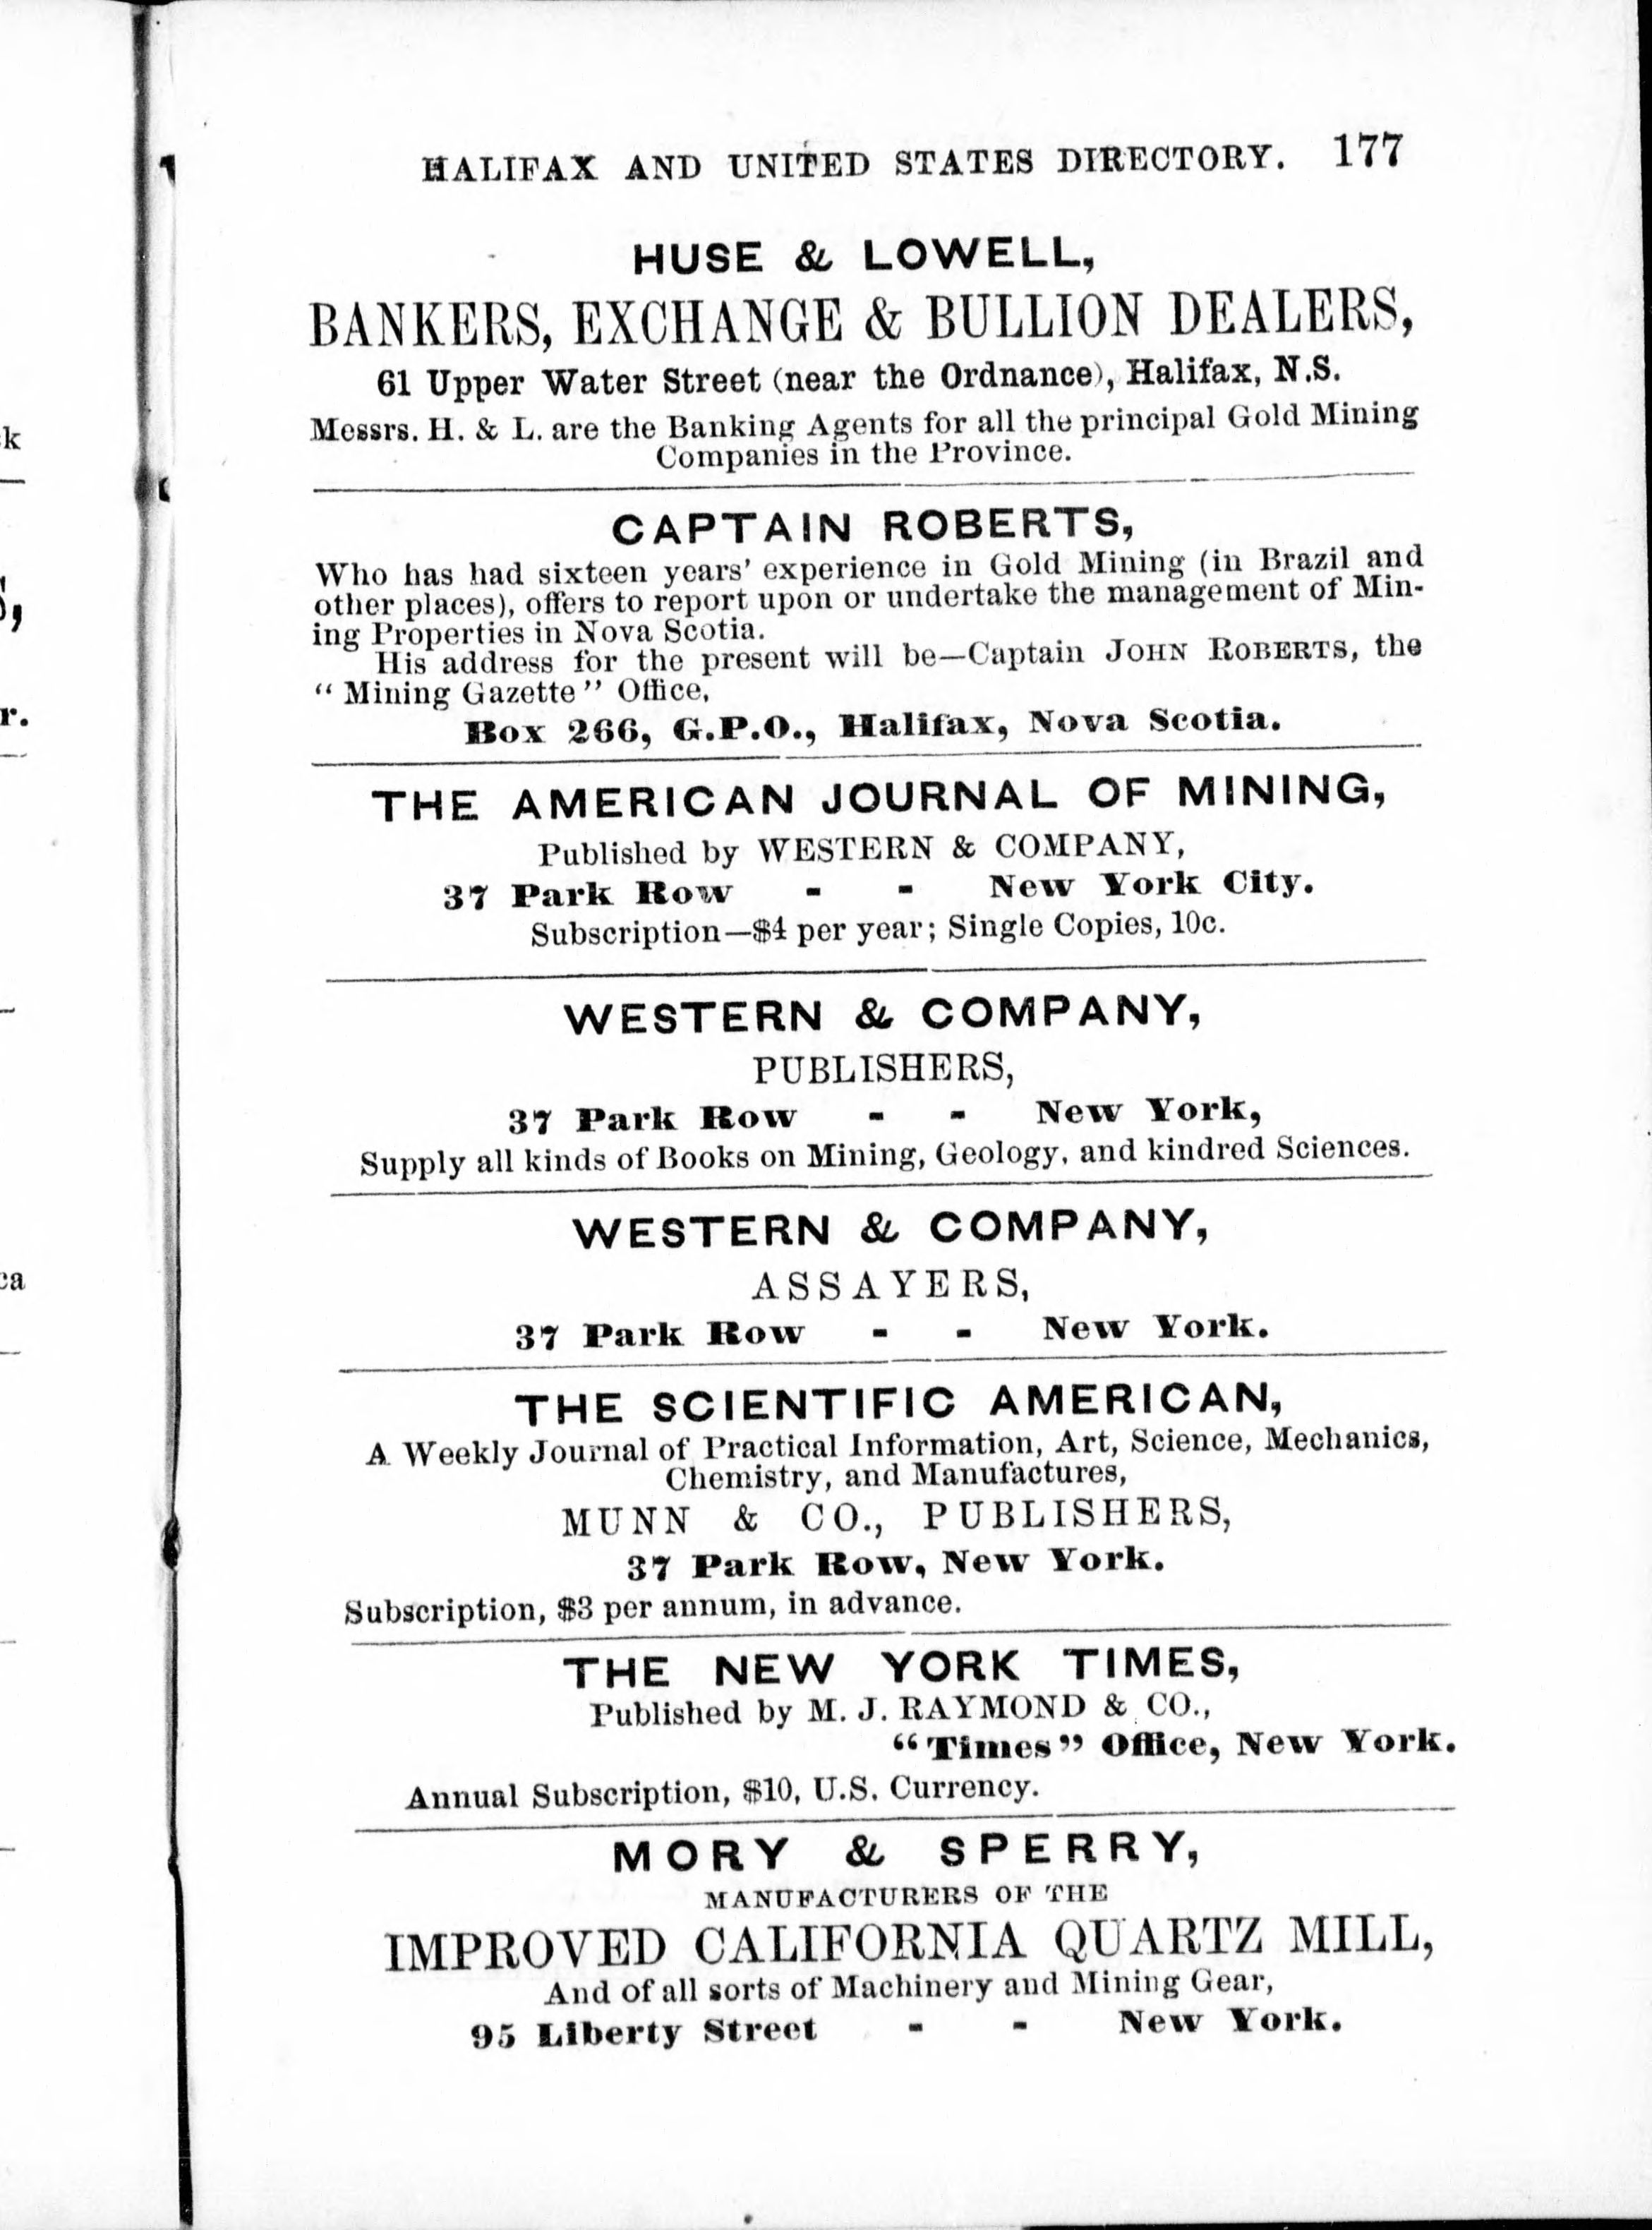 HALIFAX AND UNITED STATES DIRECTORY. 177
HUSE & LOWELL,
BANKERS, EXCHANGE & BULLION DEALERS,
61 Upper Water Street (near the Ordnance), Halifax, N.S.
Messrs. H. & L. are the Banking Agents for all the principal Gold Mining
Companies in the Province.
CAPTAIN ROBERTS,
Who has had sixteen years' experience in Gold Mining (in Brazil and
other places), offers to report upon or undertake the management of Min-
ing Properties in Nova Scotia.
His address for the present will be—Captain JOHN ROBERTS, the
"Mining Gazette" Office,
Box 266, G.P.O., Halifax, Nova Scotia.
THE AMERICAN JOURNAL OF MINING,
Published by WESTERN & COMPANY,
37 Park Row - - New York City.
Subscription—$4 per year; Single Copies, 10c.
WESTERN & COMPANY,
PUBLISHERS,
37 Park Row - - New York,
Supply all kinds of Books on Mining, Geology, and kindred Sciences.
WESTERN & COMPANY,
ASSAYERS,
37 Park Row - - New York.
THE SCIENTIFIC AMERICAN,
A Weekly Journal of Practical Information, Art, Science, Mechanics,
Chemistry, and Manufactures,
MUNN & CO., PUBLISHERS,
37 Park Row, New York.
Subscription, $3 per annum, in advance.
THE NEW YORK TIMES,
Published by M. J. RAYMOND & CO.,
"Times" Office, New York.
Annual Subscription, $10, U.S. Currency.
MORY & SPERRY,
MANUFACTURERS OF THE
IMPROVED CALIFORNIA QUARTZ MILL,
And of all sorts of Machinery and Mining Gear,
95 Liberty Street - - New York.